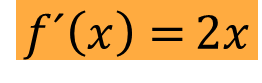 f´(x) = 2x